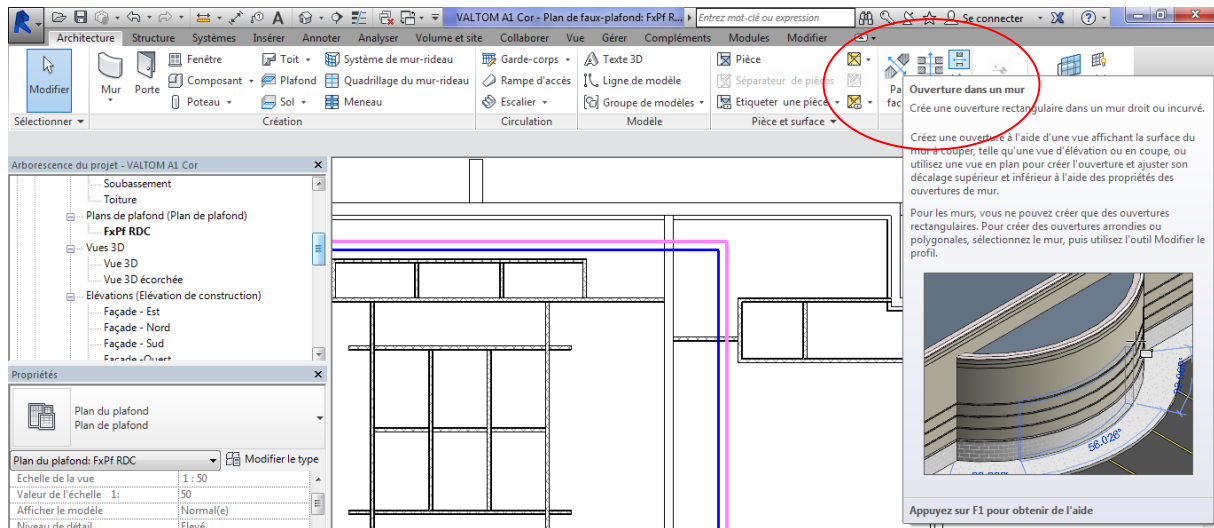 VALTOM A1 Cor - Plan de faux-plafond: FxPf R...
Entrez mot-clé ou expression
Se connecter
Architecture Structure Systèmes Insérer Annoter Analyser Volume et site Collaborer Vue Gérer Compléments Modules Modifier
Modifier
Mur
Porte
Fenêtre
Composant
Poteau
Toit
Plafond
Sol
Système de mur-rideau
Quadrillage du mur-rideau
Meneau
Garde-corps
Rampe d'accès
Escalier
Texte 3D
Ligne de modèle
Groupe de modèles
Pièce
Séparateur de pièces
Etiqueter une pièce
Pa
fac
Sélectionner
Création
Circulation
Modèle
Pièce et surface
Ouverture dans un mur
Crée une ouverture rectangulaire dans un mur droit ou incurvé.
Créez une ouverture à l'aide d'une vue affichant la surface du
mur à couper, telle qu'une vue d'élévation ou en coupe, ou
utilisez une vue en plan pour créer l'ouverture et ajuster son
décalage supérieur et inférieur à l'aide des propriétés des
ouvertures de mur.
Pour les murs, vous ne pouvez créer que des ouvertures
rectangulaires. Pour créer des ouvertures arrondies ou
polygonales, sélectionnez le mur, puis utilisez l'outil Modifier le
profil.
56.028°
Appuyez sur F1 pour obtenir de l'aide
Arborescence du projet - VALTOM A1 Cor
Soubassement
Toiture
Plans de plafond (Plan de plafond)
FxPf RDC
Vues 3D
Vue 3D
Vue 3D écorchée
Elévations (Elévation de construction)
Façade - Est
Façade - Nord
Façade - Sud
Façade -Ouest
Propriétés
Plan du plafond
Plan de plafond
Plan du plafond: FxPf RDC
Modifier le type
Echelle de la vue 1 : 50
Valeur de l'échelle 1: 50
Afficher le modèle Normal(e)
Niveau de détail Elevé